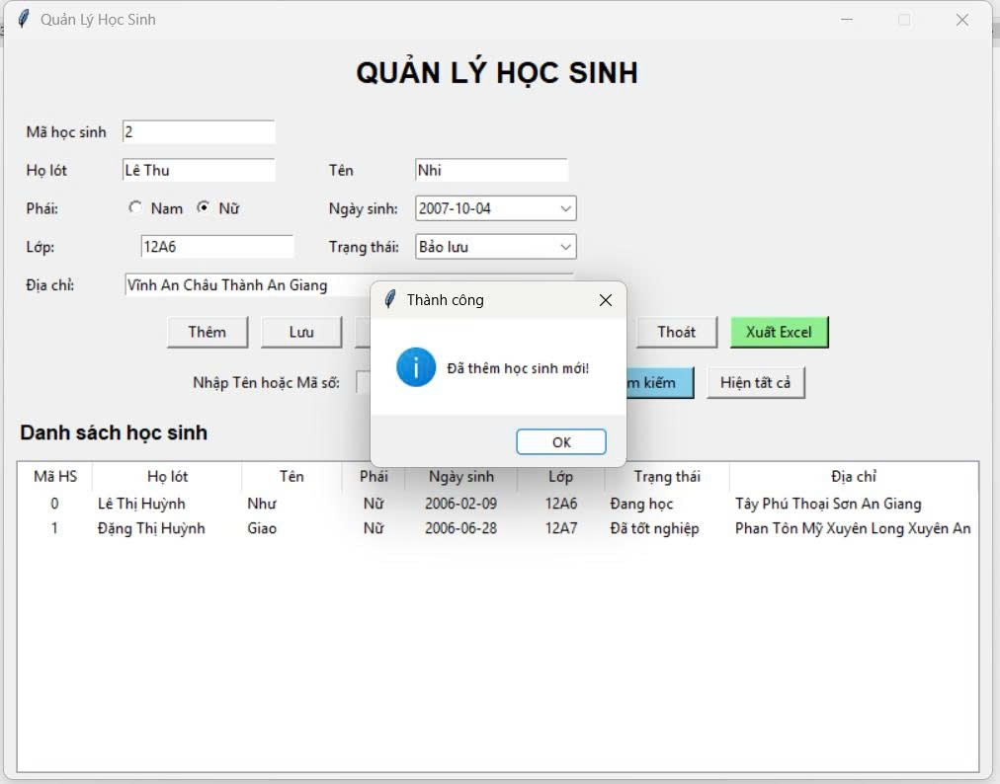 Quản Lý Học Sinh
QUẢN LÝ HỌC SINH
Mã học sinh 2
Họ lót Lê Thu Tên Nhi
Phái: Nam Nữ Ngày sinh: 2007-10-04
Lớp: 12A6 Trạng thái: Bảo lưu
Địa chỉ: Vĩnh An Châu Thành An Giang
Thành công
Thêm Lưu Thoát Xuất Excel
Đã thêm học sinh mới!
Nhập Tên hoặc Mã số: kiếm Hiện tất cả
Danh sách học sinh
OK
Mã HS Họ lót Tên Phái Ngày sinh Lớp Trạng thái Địa chỉ
0 Lê Thị Huỳnh Như Nữ 2006-02-09 12A6 Đang học Tây Phú Thoại Sơn An Giang
1 Đặng Thị Huỳnh Giao Nữ 2006-06-28 12A7 Đã tốt nghiệp Phan Tôn Mỹ Xuyên Long Xuyên An